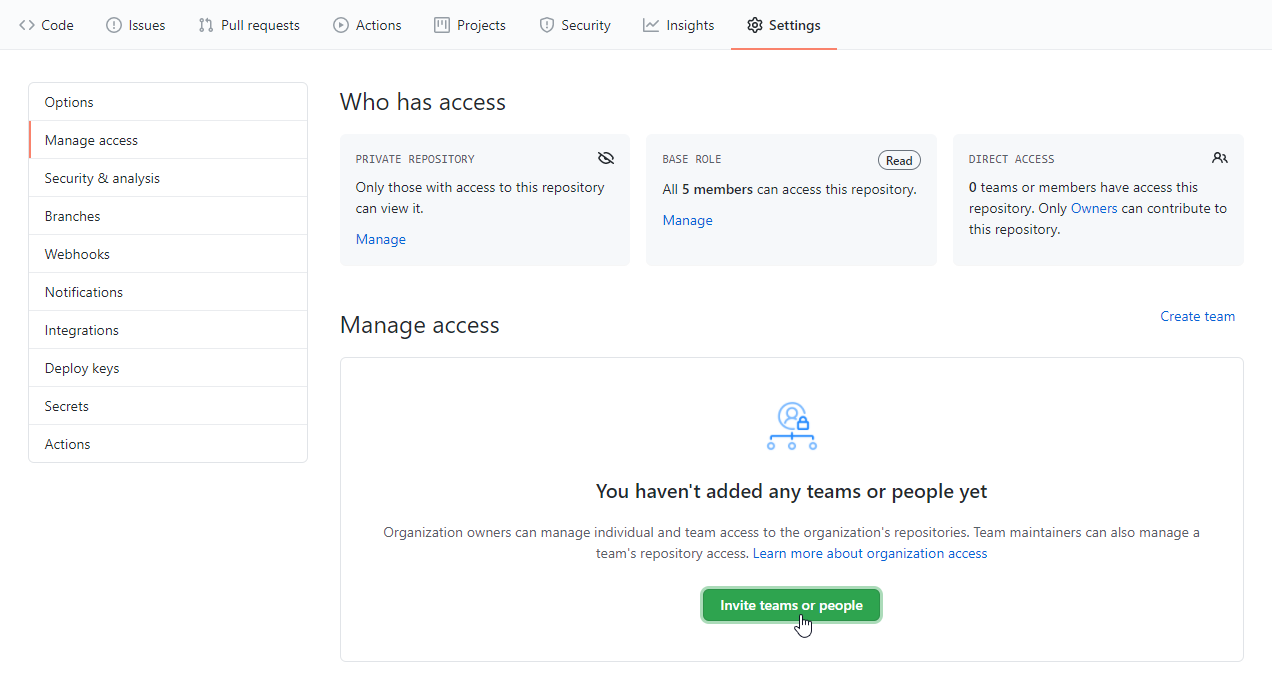 Code Issues Pull requests Actions Projects Security Insights Settings
Options
Manage access
Security & analysis
Branches
Webhooks
Notifications
Integrations
Deploy keys
Secrets
Actions
Who has access
PRIVATE REPOSITORY
Only those with access to this repository
can view it.
Manage
BASE ROLE Read
All 5 members can access this repository.
Manage
DIRECT ACCESS
0 teams or members have access this
repository. Only Owners can contribute to
this repository.
Manage access
Create team
You haven't added any teams or people yet
Organization owners can manage individual and team access to the organization's repositories. Team maintainers can also manage a
team's repository access. Learn more about organization access
Invite teams or people